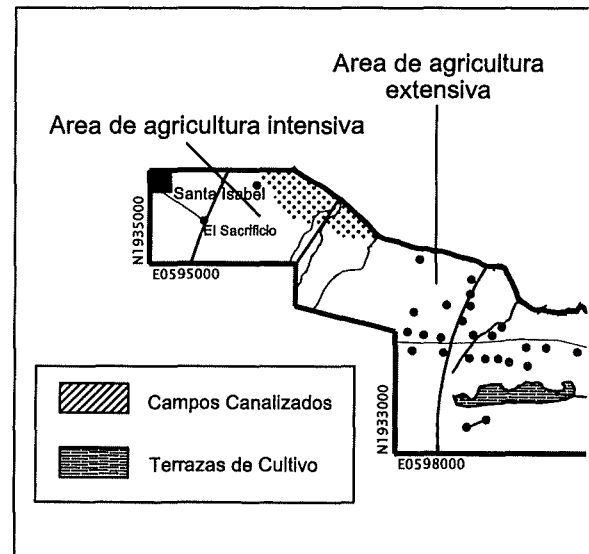 Area de agricultura
extensiva
Area de agricultura intensiva
Santa Isabel
El Sacrificio
N1935000
E0595000
Campos Canalizados
Terrazas de Cultivo
N1933000
E0598000